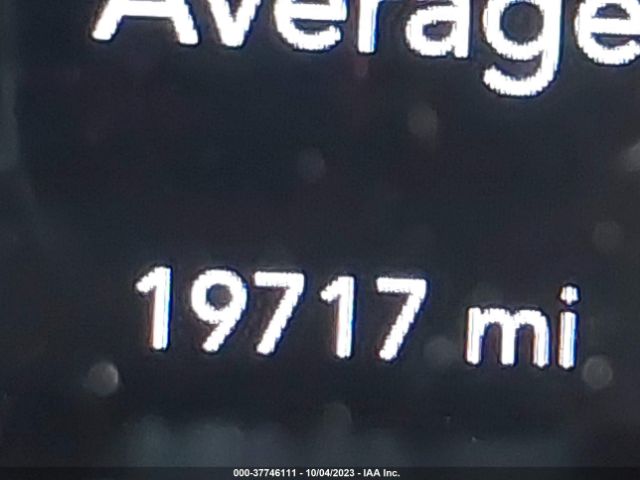 Average
19717 mi
000-37746111 - 10/04/2023 - IAA Inc.